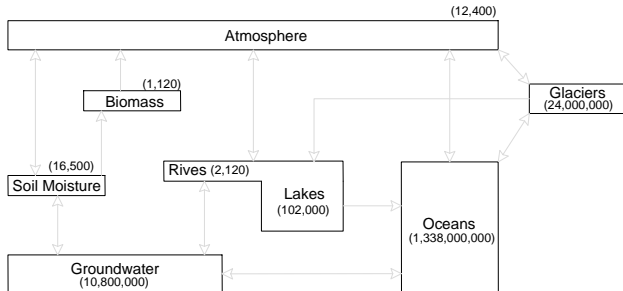 (12,400)
Atmosphere
(1,120)
Biomass
Glaciers
(24,000,000)
(16,500)
Soil Moisture
Rives (2,120)
Lakes
(102,000)
Oceans
(1,338,000,000)
Groundwater
(10,800,000)